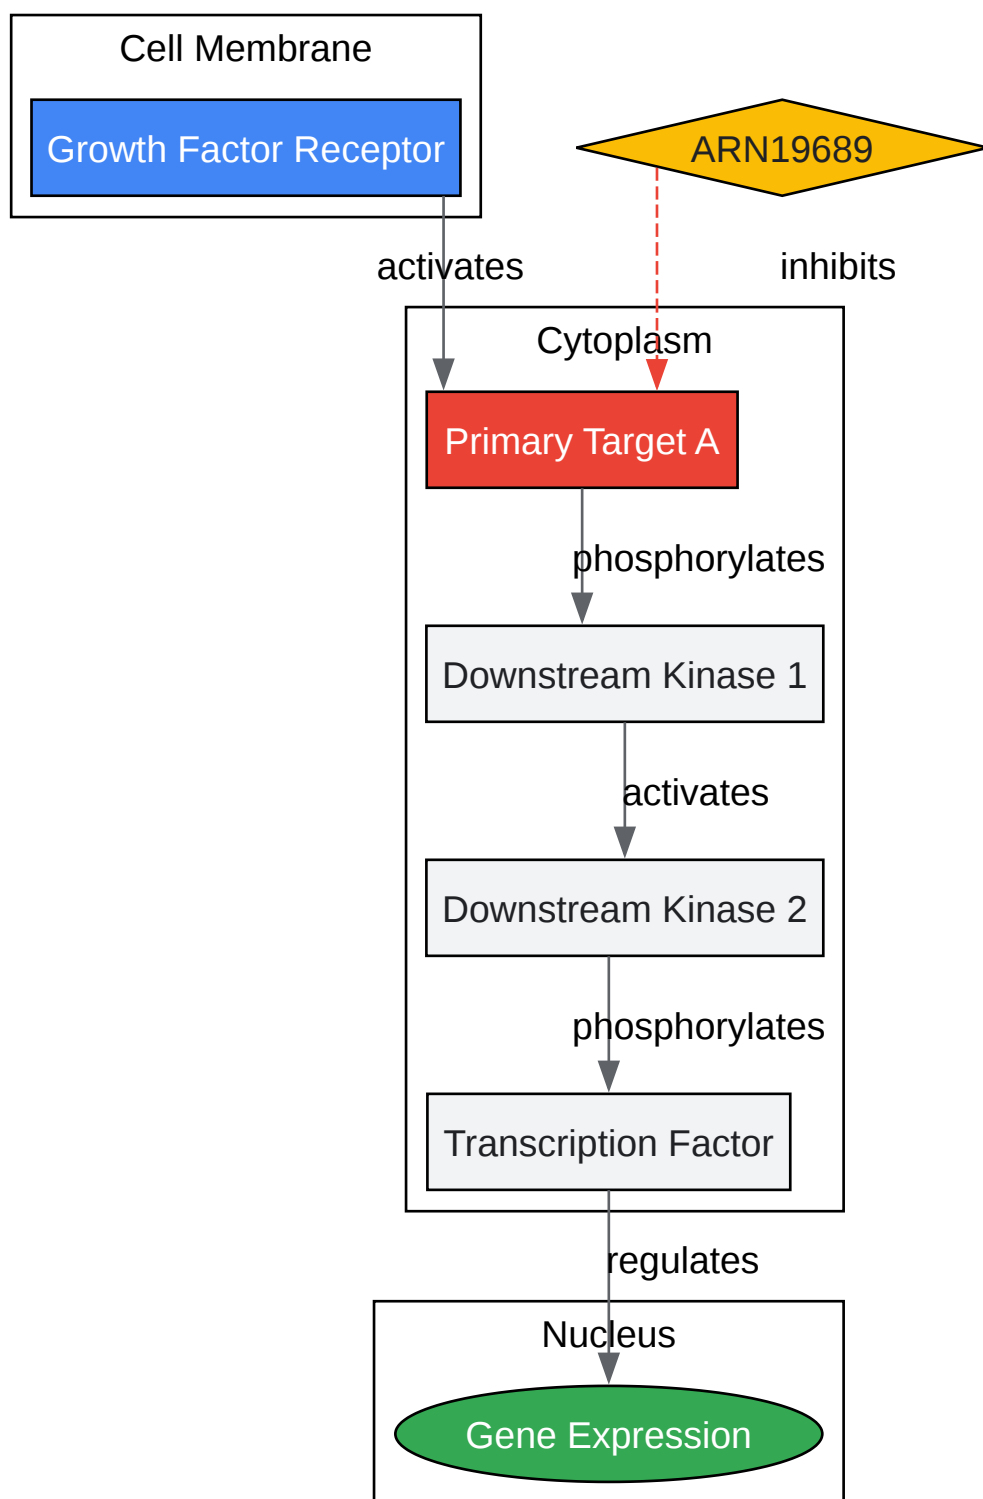 Cell Membrane
Growth Factor Receptor
ARN19689
activates
inhibits
Cytoplasm
Primary Target A
phosphorylates
Downstream Kinase 1
activates
Downstream Kinase 2
phosphorylates
Transcription Factor
regulates
Nucleus
Gene Expression